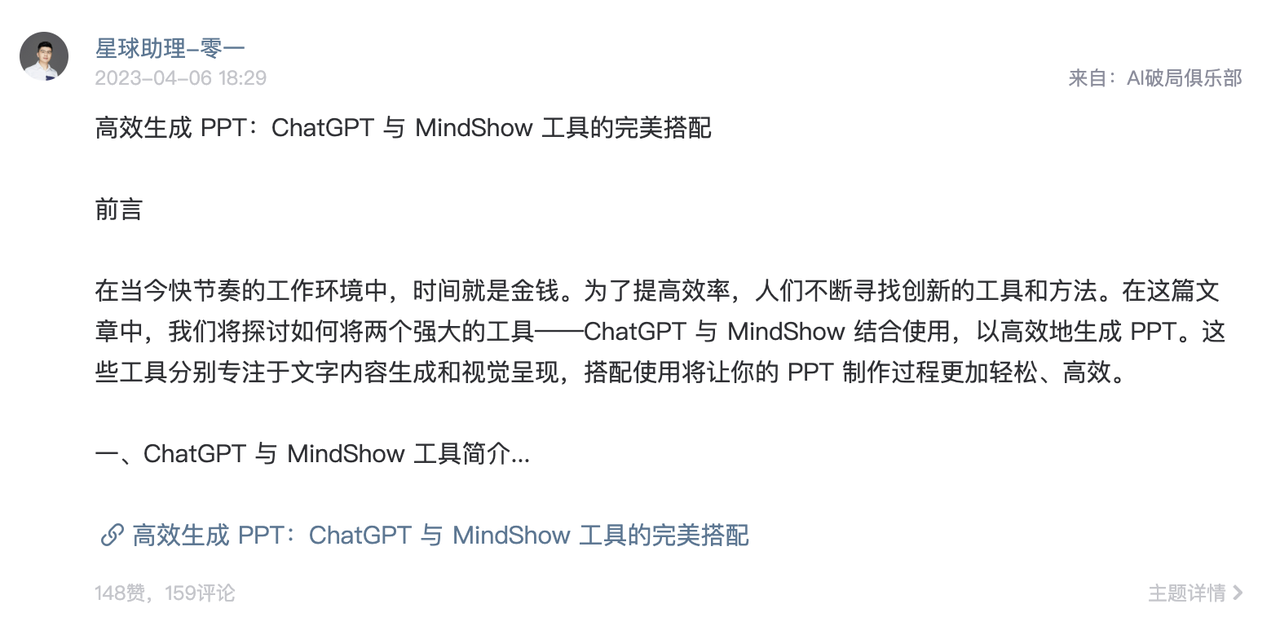 星球助理-零一
2023-04-06 18:29
来自：AI破局俱乐部
高效生成 PPT：ChatGPT 与 MindShow 工具的完美搭配
前言
在当今快节奏的工作环境中，时间就是金钱。为了提高效率，人们不断寻找创新的工具和方法。在这篇文
章中，我们将探讨如何将两个强大的工具——ChatGPT 与 MindShow 结合使用，以高效地生成 PPT。这
些工具分别专注于文字内容生成和视觉呈现，搭配使用将让你的 PPT 制作过程更加轻松、高效。
一、ChatGPT 与 MindShow 工具简介...
高效生成 PPT：ChatGPT 与 MindShow 工具的完美搭配
148赞，159评论
主题详情